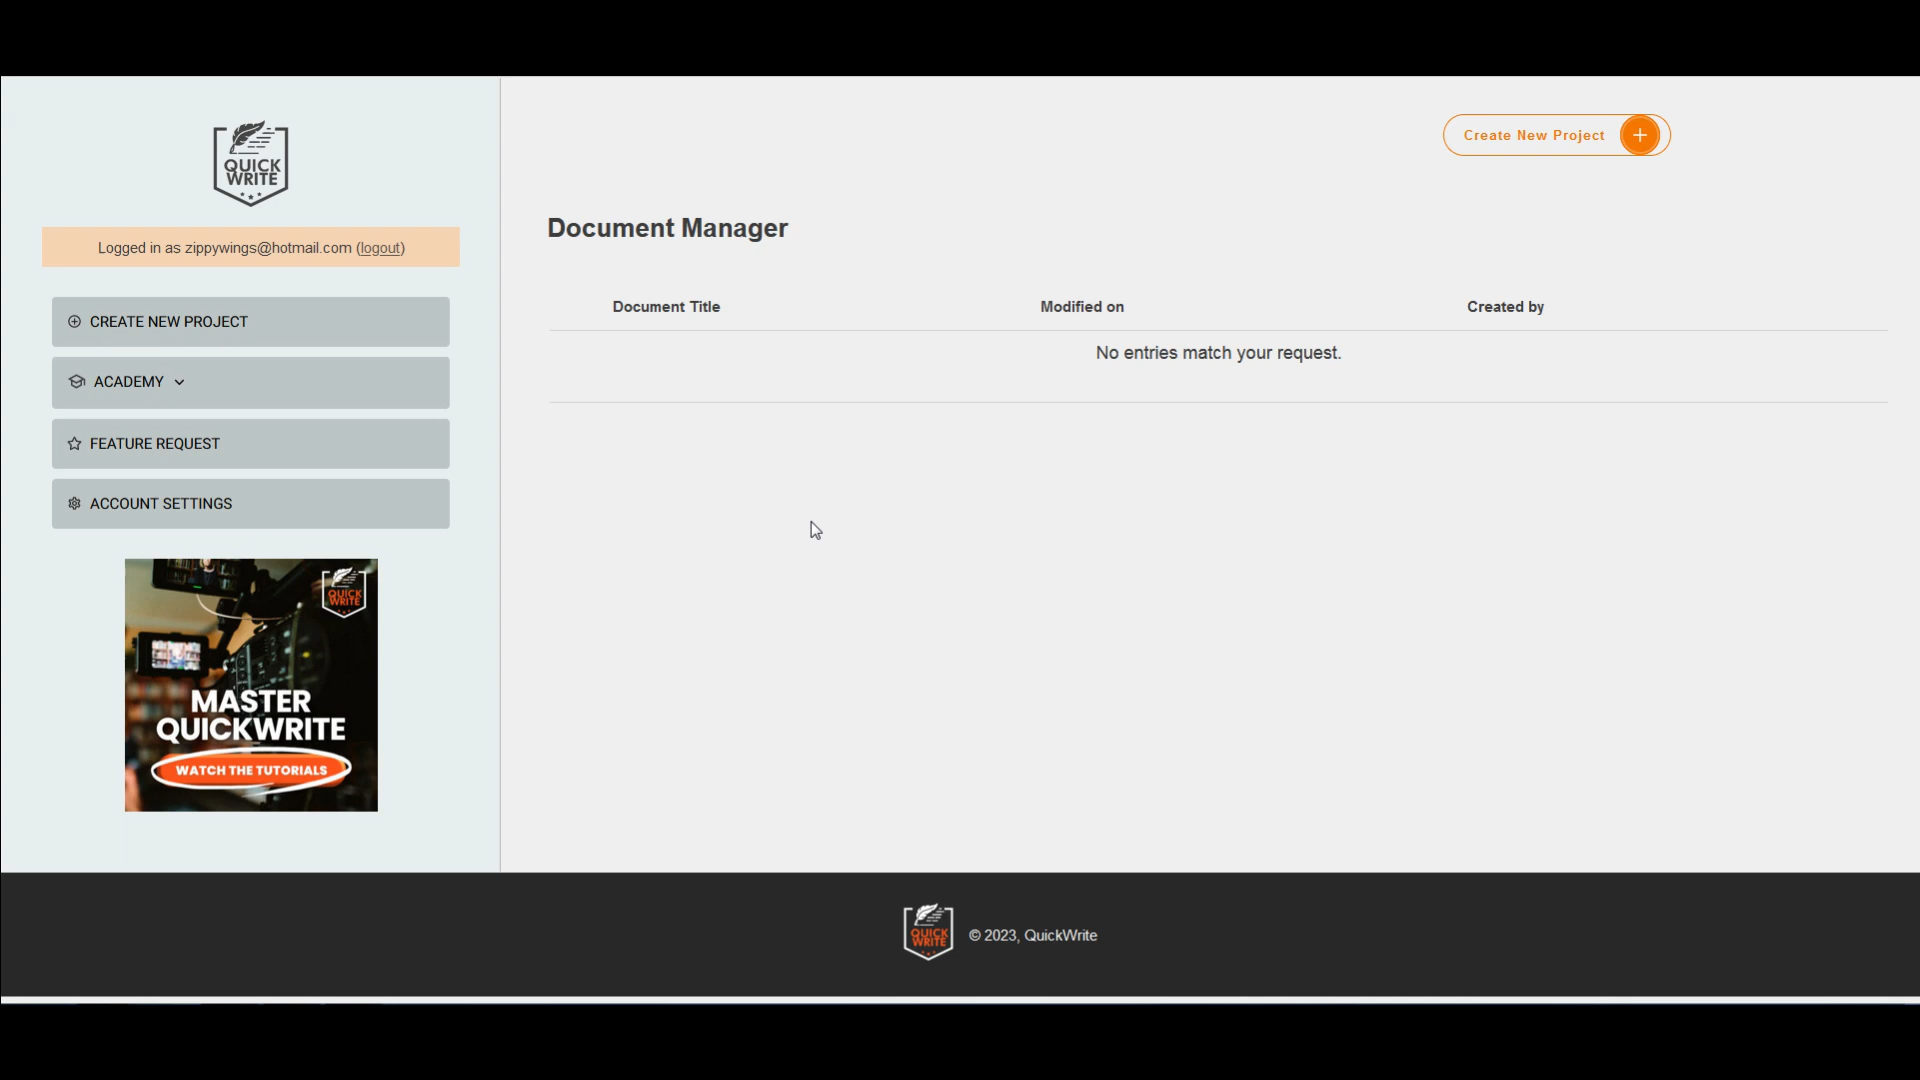 QUICK
WRITE
Logged in as zippywings@hotmail.com (logout)
CREATE NEW PROJECT
ACADEMY
FEATURE REQUEST
ACCOUNT SETTINGS
QUICK
WRITE
MASTER
QUICKWRITE
WATCH THE TUTORIALS
Create New Project
Document Manager
Document Title Modified on Created by
No entries match your request.
QUICK
WRITE
© 2023, QuickWrite